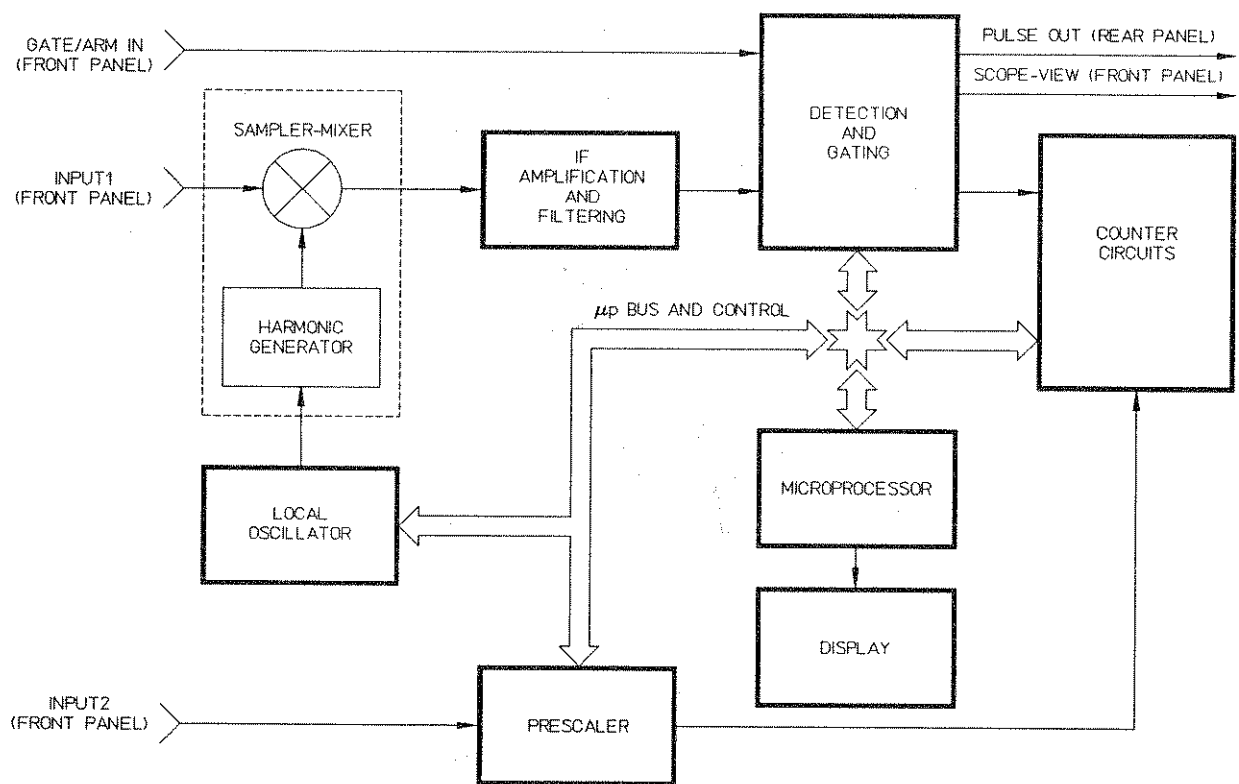 GATE/ARM IN
(FRONT PANEL)
PULSE OUT (REAR PANEL)
SCOPE-VIEW (FRONT PANEL)
DETECTION
AND
GATING
SAMPLER-MIXER
INPUT1
(FRONT PANEL)
IF
AMPLIFICATION
AND
FILTERING
COUNTER
CIRCUITS
μp BUS AND CONTROL
HARMONIC
GENERATOR
MICROPROCESSOR
LOCAL
OSCILLATOR
DISPLAY
INPUT2
(FRONT PANEL)
PRESCALER